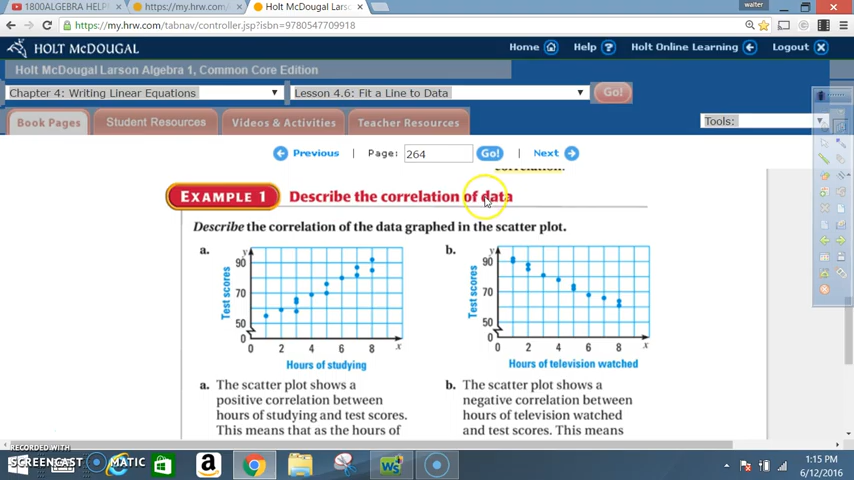 1800ALGEBRA HELPI
https://my.hrw.com/tabnav/
Holt McDougal Lars
walter
https://my.hrw.com/tabnav/controller.jsp?isbn=9780547709918
HOLT MCDOUGAL
Home
Help
Holt Online Learning
Logout
Holt McDougal Larson Algebra 1, Common Core Edition
Chapter 4: Writing Linear Equations
Lesson 4.6: Fit a Line to Data
Go!
Book Pages
Student Resources
Videos & Activities
Teacher Resources
Tools:
Previous | Page: 264 Go! | Next
correlation.
EXAMPLE 1 Describe the correlation of data
Describe the correlation of the data graphed in the scatter plot.
a.
y
90
70
50
0
Test scores
0 2 4 6 8 x
Hours of studying
b.
y
90
70
50
0
Test scores
0 2 4 6 8 x
Hours of television watched
a. The scatter plot shows a
positive correlation between
hours of studying and test scores.
This means that as the hours of
b. The scatter plot shows a
negative correlation between
hours of television watched
and test scores. This means
RECORDED WITH
SCREENCAST MATIC
1:15 PM
6/12/2016